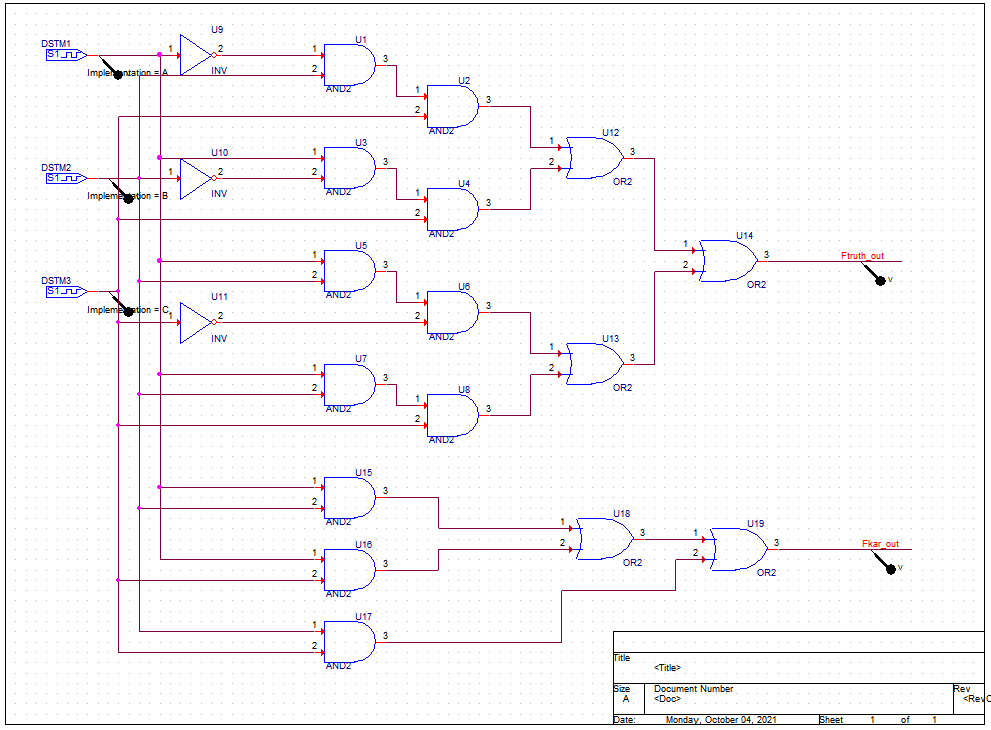 DSTM1
S1
Implementation = A
1
U9
2
INV
1
2
U1
3
AND2
1
2
U2
3
AND2
DSTM2
S1
Implementation = B
1
U10
2
INV
1
2
U3
3
AND2
1
2
U4
3
AND2
1
2
U12
3
OR2
DSTM3
S1
Implementation = C
1
U11
2
INV
1
2
U5
3
AND2
1
2
U6
3
AND2
1
2
U14
3
OR2
Ftruth_out
V
1
2
U7
3
AND2
1
2
U8
3
AND2
1
2
U13
3
OR2
1
2
U15
3
AND2
1
2
U16
3
AND2
1
2
U17
3
AND2
1
2
U18
3
OR2
1
2
U19
3
OR2
Fkar_out
V
Title
<Title>
Size
A
Document Number
<Doc>
Rev
<RevC
Date:
Monday, October 04, 2021
Sheet
1
of
1